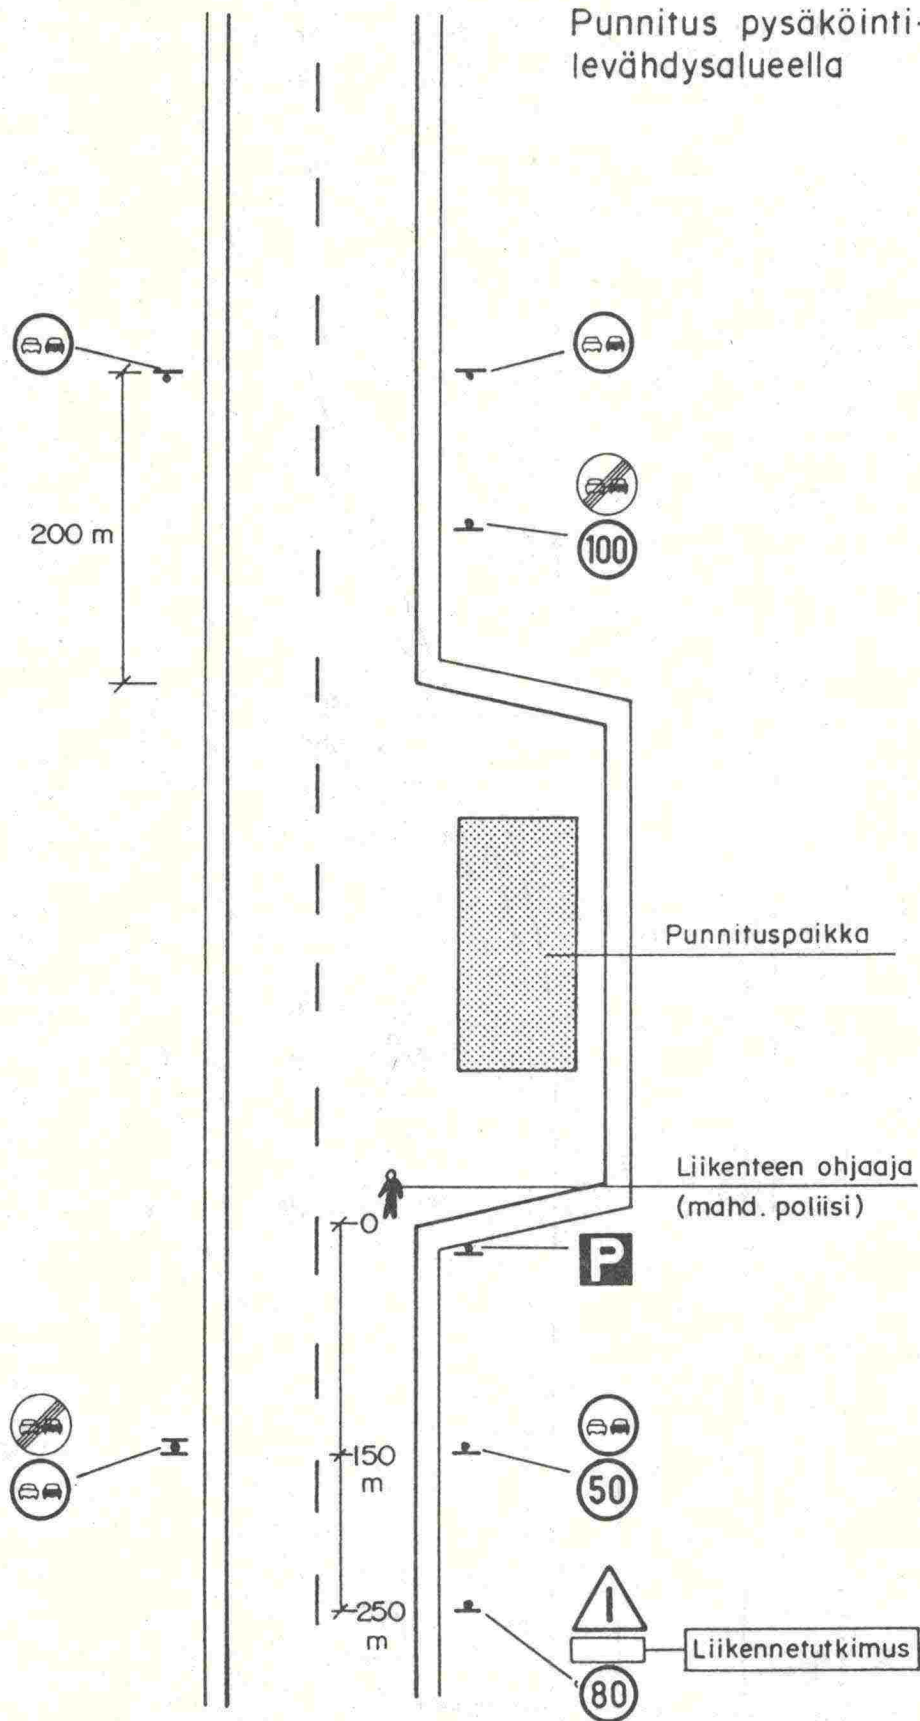 Punnitus pysäköinti-
levähdysalueella
200 m
100
Punnituspaikka
Liikenteen ohjaaja
(mahd. poliisi)
0
P
150
m
50
250
m
Liikennetutkimus
80